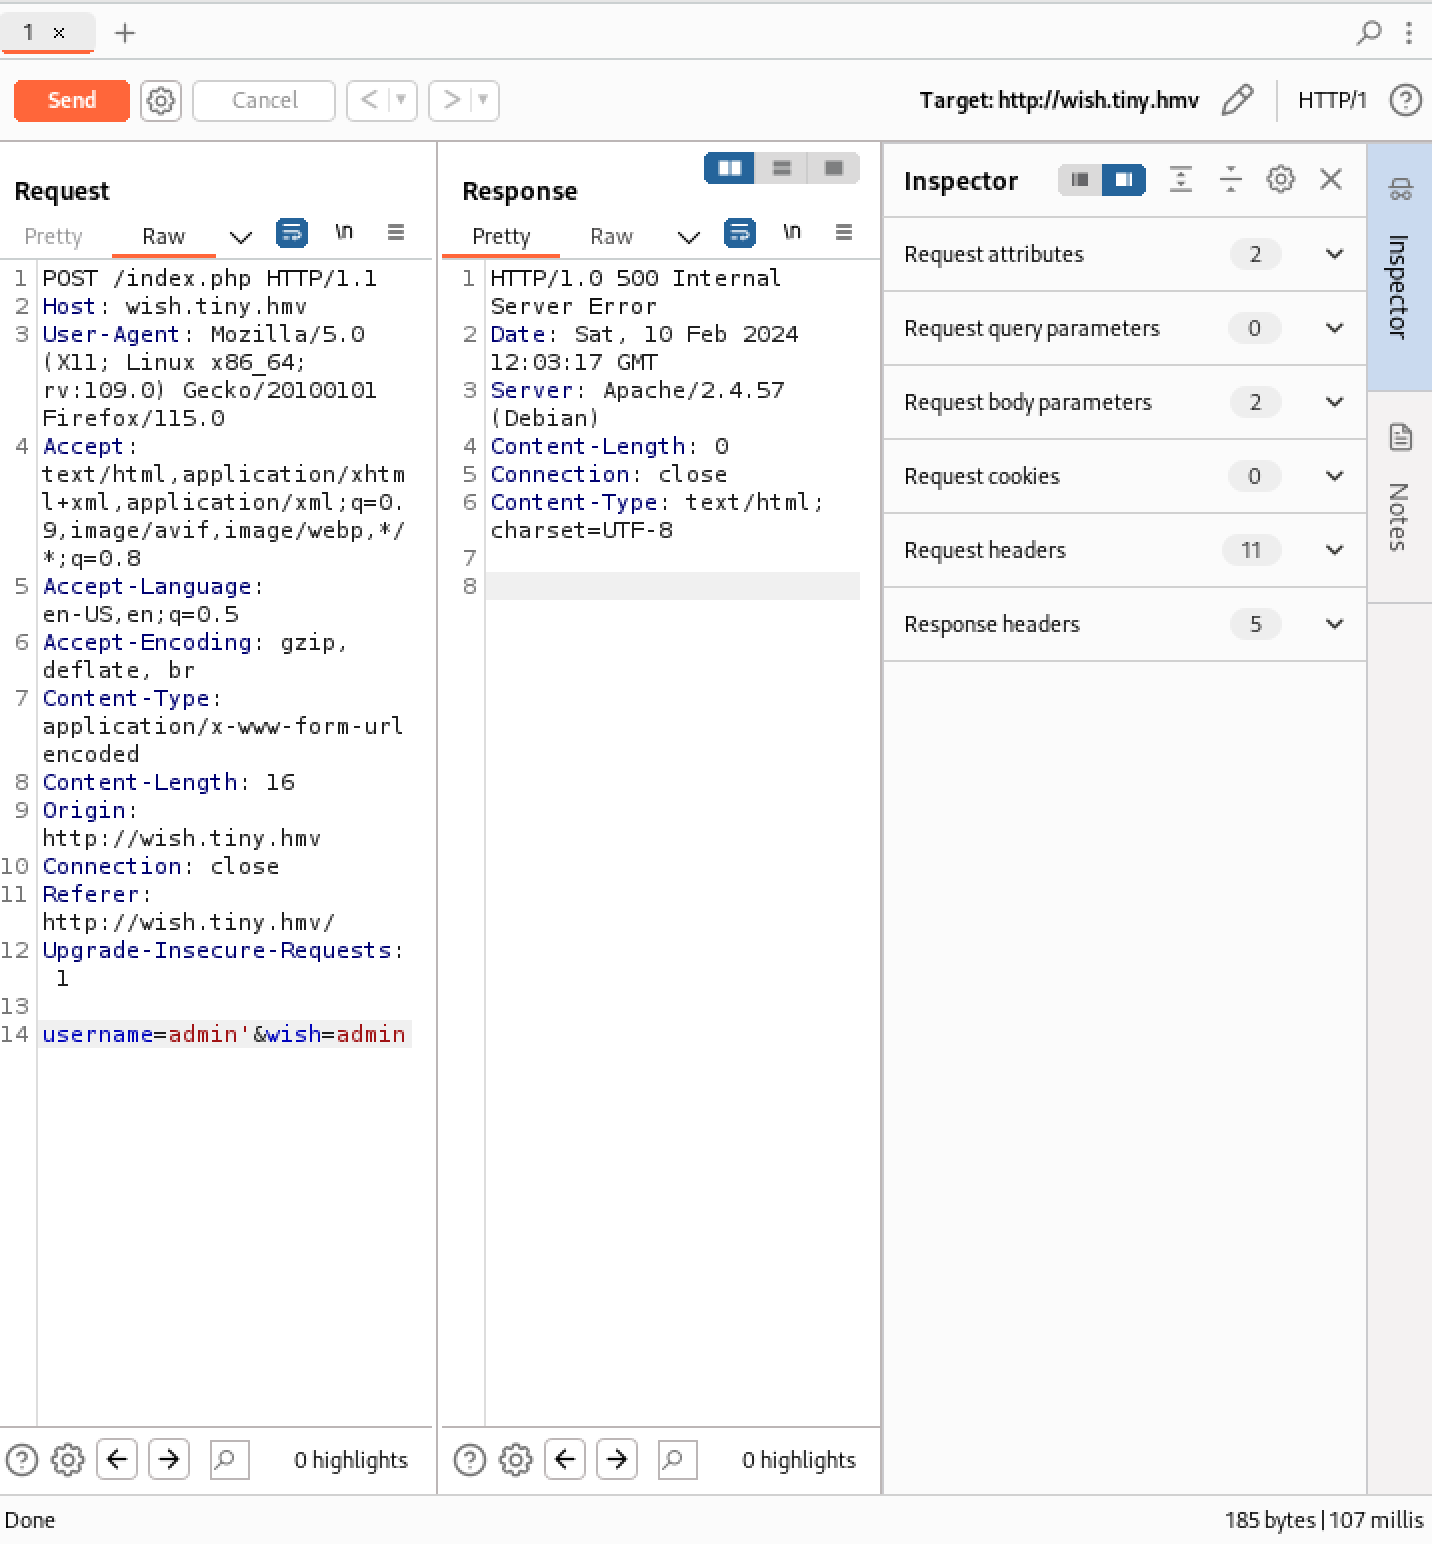 1 ×
+
Send
Cancel
<
>
Target: http://wish.tiny.hmv
HTTP/1
Request
Pretty
Raw
\n
1 POST /index.php HTTP/1.1
2 Host: wish.tiny.hmv
3 User-Agent: Mozilla/5.0
(X11; Linux x86_64;
rv:109.0) Gecko/20100101
Firefox/115.0
4 Accept:
text/html,application/xhtm
l+xml,application/xml;q=0.
9,image/avif,image/webp,*/
*;q=0.8
5 Accept-Language:
en-US,en;q=0.5
6 Accept-Encoding: gzip,
deflate, br
7 Content-Type:
application/x-www-form-url
encoded
8 Content-Length: 16
9 Origin:
http://wish.tiny.hmv
10 Connection: close
11 Referer:
http://wish.tiny.hmv/
12 Upgrade-Insecure-Requests:
1
13
14 username=admin'&wish=admin
0 highlights
Response
Pretty
Raw
\n
1 HTTP/1.0 500 Internal
Server Error
2 Date: Sat, 10 Feb 2024
12:03:17 GMT
3 Server: Apache/2.4.57
(Debian)
4 Content-Length: 0
5 Connection: close
6 Content-Type: text/html;
charset=UTF-8
7
8
0 highlights
Inspector
Request attributes 2
Request query parameters 0
Request body parameters 2
Request cookies 0
Request headers 11
Response headers 5
Inspector
Notes
Done
185 bytes | 107 millis